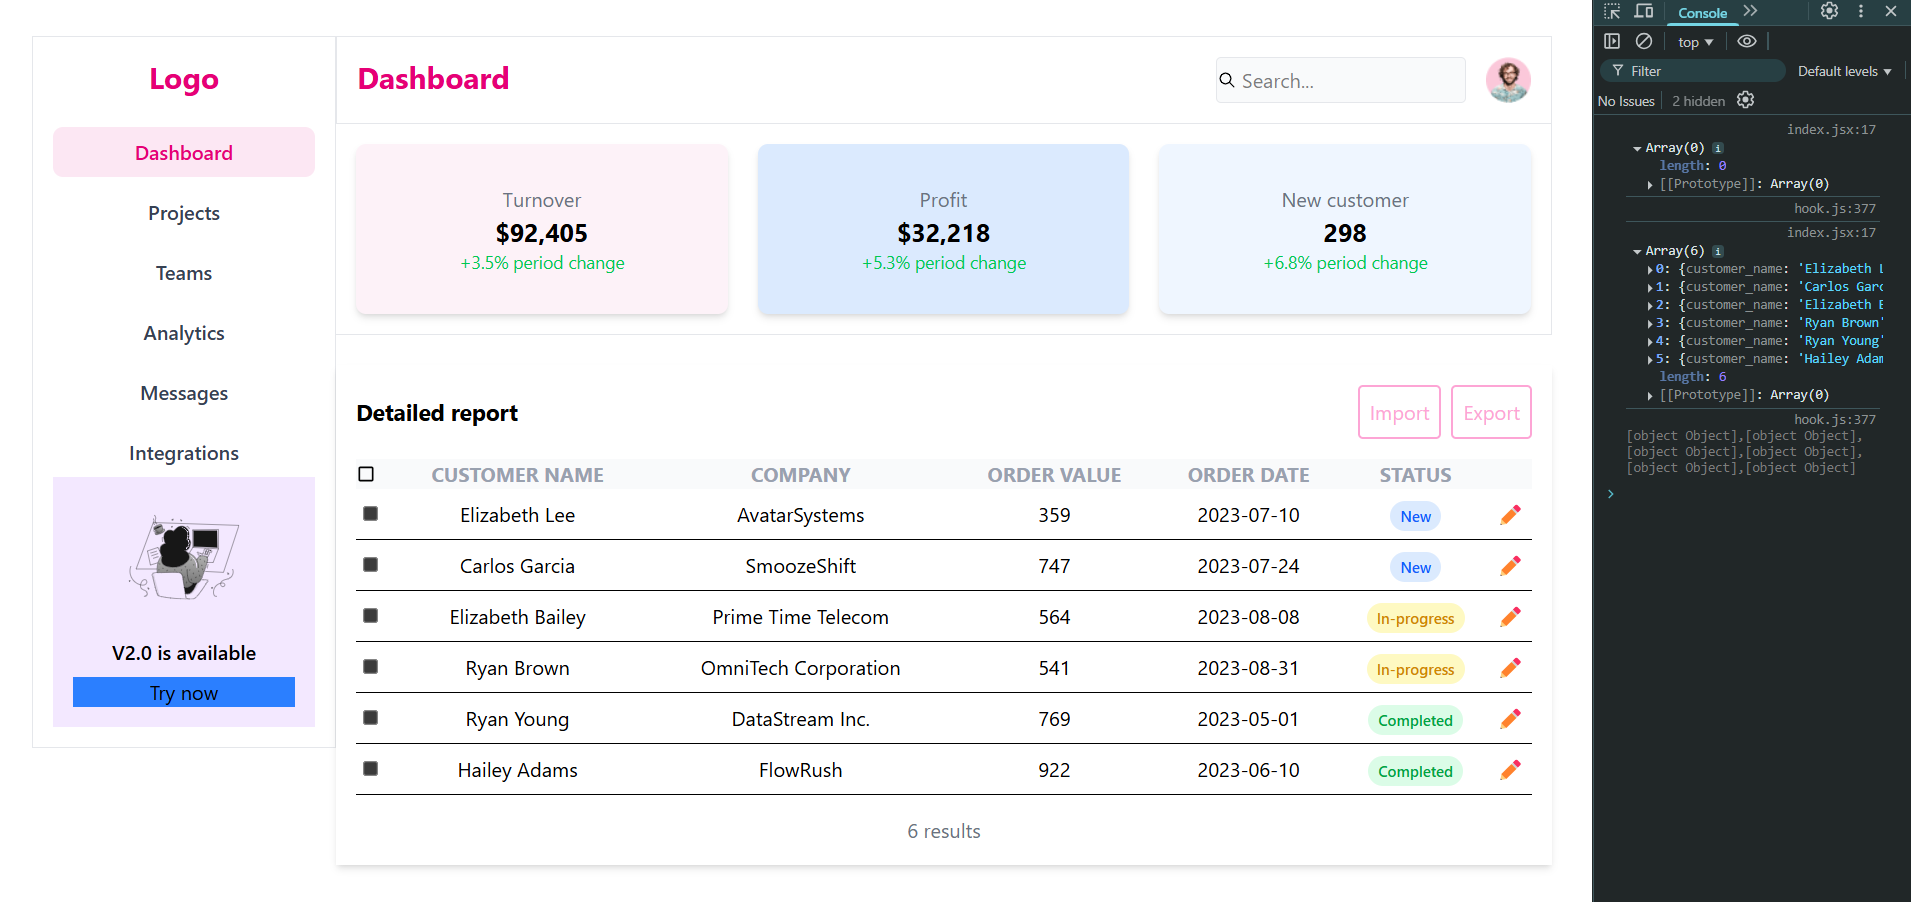 Logo
Dashboard
Projects
Teams
Analytics
Messages
Integrations
V2.0 is available
Try now
Dashboard
Search...
Turnover
$92,405
+3.5% period change
Profit
$32,218
+5.3% period change
New customer
298
+6.8% period change
Detailed report
Import Export
CUSTOMER NAME COMPANY ORDER VALUE ORDER DATE STATUS
Elizabeth Lee AvatarSystems 359 2023-07-10 New
Carlos Garcia SmoozeShift 747 2023-07-24 New
Elizabeth Bailey Prime Time Telecom 564 2023-08-08 In-progress
Ryan Brown OmniTech Corporation 541 2023-08-31 In-progress
Ryan Young DataStream Inc. 769 2023-05-01 Completed
Hailey Adams FlowRush 922 2023-06-10 Completed
6 results
Console
top
Filter Default levels
No Issues 2 hidden
index.jsx:17
Array(0) i
length: 0
[[Prototype]]: Array(0)
hook.js:377
index.jsx:17
Array(6) i
0: {customer_name: 'Elizabeth L
1: {customer_name: 'Carlos Garc
2: {customer_name: 'Elizabeth B
3: {customer_name: 'Ryan Brown'
4: {customer_name: 'Ryan Young'
5: {customer_name: 'Hailey Adam
length: 6
[[Prototype]]: Array(0)
hook.js:377
[object Object],[object Object],
[object Object],[object Object],
[object Object],[object Object]